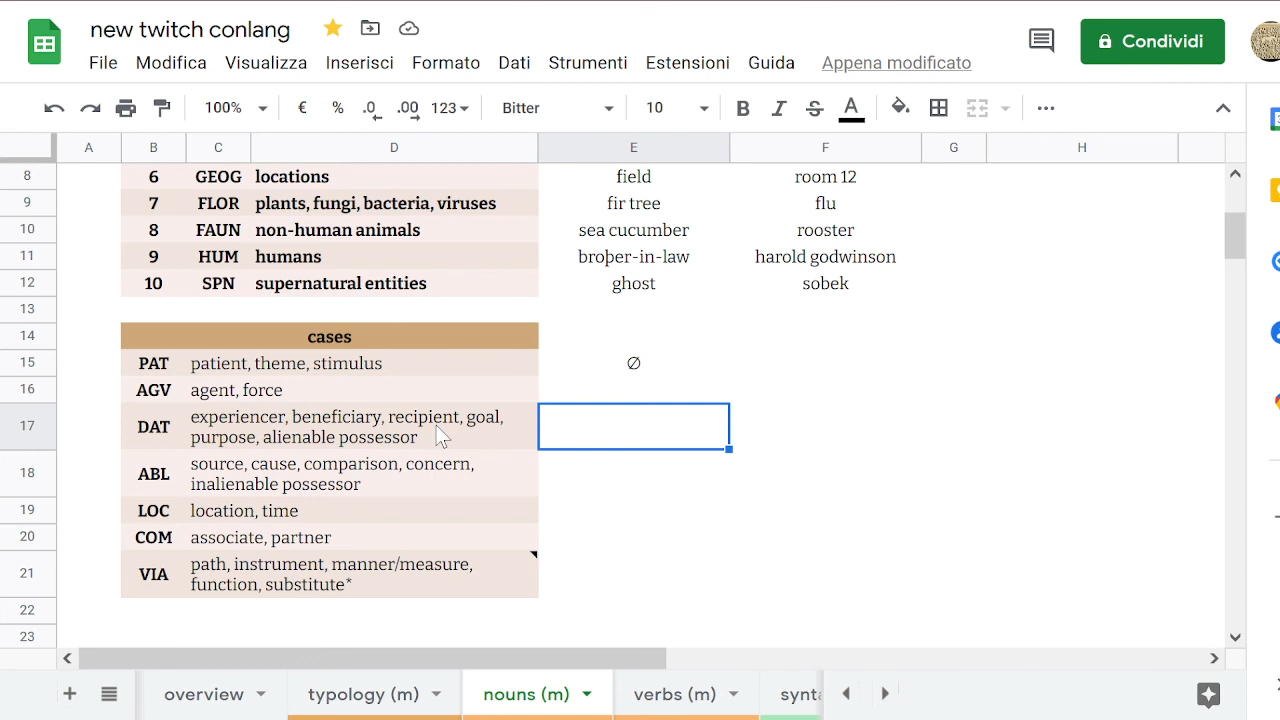 new twitch conlang
Condividi
File Modifica Visualizza Inserisci Formato Dati Strumenti Estensioni Guida Appena modificato
100% € % .0 .00 123 Bitter 10 B I S A
A B C D E F G H
8 6 GEOG locations field room 12
9 7 FLOR plants, fungi, bacteria, viruses fir tree flu
10 8 FAUN non-human animals sea cucumber rooster
11 9 HUM humans broþer-in-law harold godwinson
12 10 SPN supernatural entities ghost sobek
13
14 cases
15 PAT patient, theme, stimulus ∅
16 AGV agent, force
17 DAT experiencer, beneficiary, recipient, goal,
purpose, alienable possessor
18 ABL source, cause, comparison, concern,
inalienable possessor
19 LOC location, time
20 COM associate, partner
21 VIA path, instrument, manner/measure,
function, substitute*
22
23
overview typology (m) nouns (m) verbs (m) synta